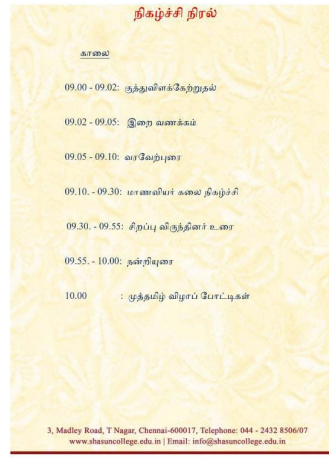 நிகழ்ச்சி நிரல்
காலை
09.00 - 09.02: குத்துவிளக்கேற்றுதல்
09.02 - 09.05: இறை வணக்கம்
09.05 - 09.10: வரவேற்புரை
09.10. - 09.30: மாணவியர் கலை நிகழ்ச்சி
09.30. - 09.55: சிறப்பு விருந்தினர் உரை
09.55. - 10.00: நன்றியுரை
10.00 : முத்தமிழ் விழாப் போட்டிகள்
3, Madley Road, T Nagar, Chennai-600017, Telephone: 044 - 2432 8506/07
www.shasuncollege.edu.in | Email: info@shasuncollege.edu.in